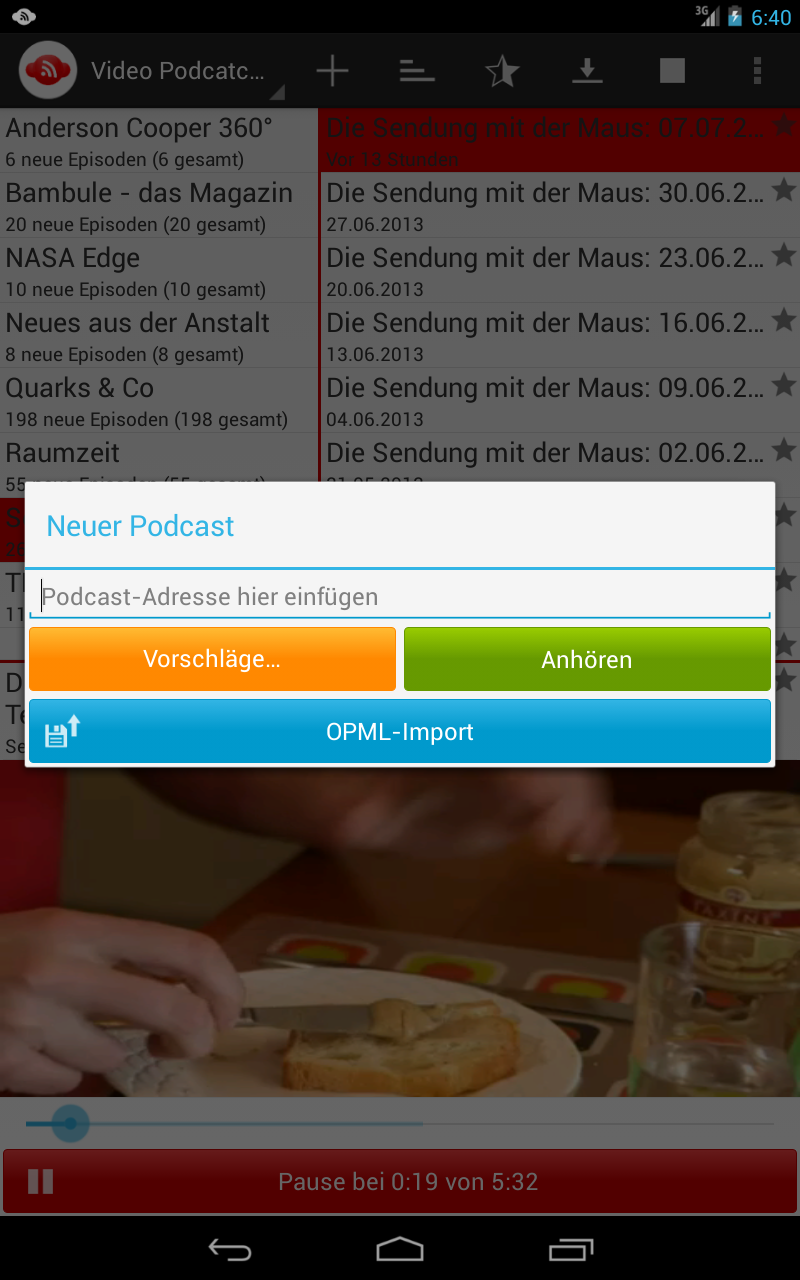 3G 6:40
Video Podcatc…
Anderson Cooper 360°
6 neue Episoden (6 gesamt)
Bambule - das Magazin
20 neue Episoden (20 gesamt)
NASA Edge
10 neue Episoden (10 gesamt)
Neues aus der Anstalt
8 neue Episoden (8 gesamt)
Quarks & Co
198 neue Episoden (198 gesamt)
Raumzeit
55 neue Episoden (55 gesamt)
Die Sendung mit der Maus: 07.07.2…
Vor 13 Stunden
Die Sendung mit der Maus: 30.06.2…
27.06.2013
Die Sendung mit der Maus: 23.06.2…
20.06.2013
Die Sendung mit der Maus: 16.06.2…
13.06.2013
Die Sendung mit der Maus: 09.06.2…
04.06.2013
Die Sendung mit der Maus: 02.06.2…
Neuer Podcast
Podcast-Adresse hier einfügen
Vorschläge…
Anhören
OPML-Import
Pause bei 0:19 von 5:32